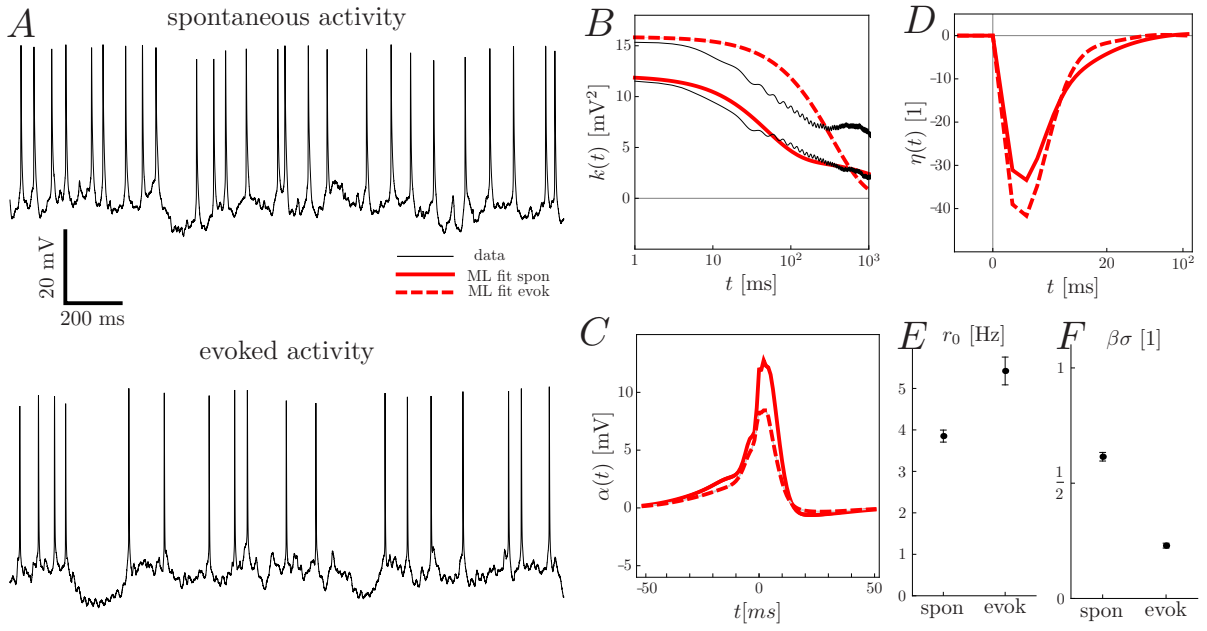 A
spontaneous activity
20 mV
200 ms
data
ML fit spon
ML fit evok
evoked activity
B
k(t) [mV²]
15
10
5
0
1
10
10²
10³
t [ms]
C
α(t) [mV]
10
5
0
−5
−50
0
50
t[ms]
D
η(t) [1]
0
−10
−20
−30
−40
0
20
10²
t [ms]
E
r₀ [Hz]
5
4
3
2
1
0
spon
evok
F
βσ [1]
1
1
2
0
spon
evok